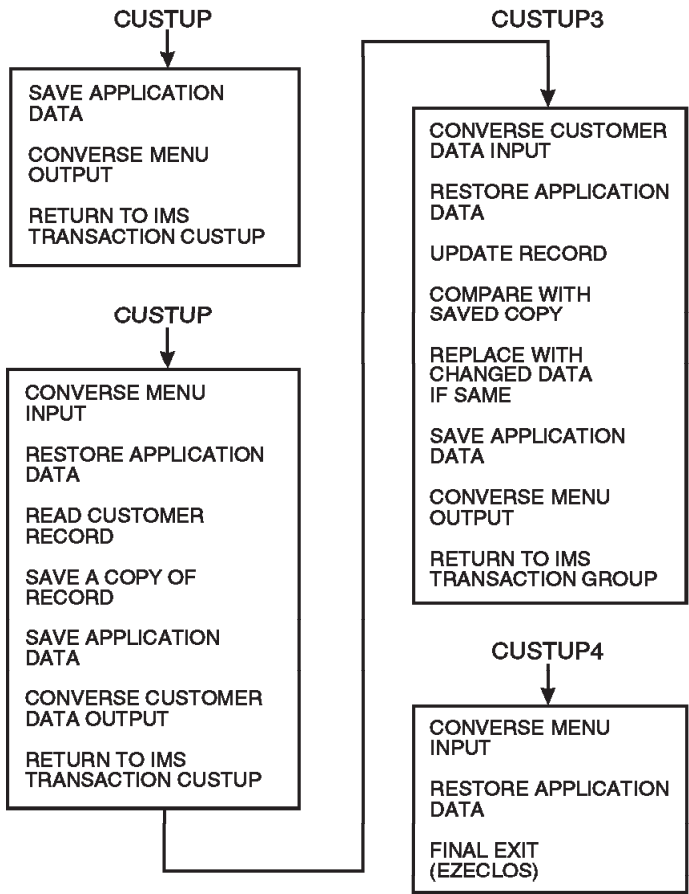 CUSTUP
SAVE APPLICATION
DATA
CONVERSE MENU
OUTPUT
RETURN TO IMS
TRANSACTION CUSTUP
CUSTUP
CONVERSE MENU
INPUT
RESTORE APPLICATION
DATA
READ CUSTOMER
RECORD
SAVE A COPY OF
RECORD
SAVE APPLICATION
DATA
CONVERSE CUSTOMER
DATA OUTPUT
RETURN TO IMS
TRANSACTION CUSTUP
CUSTUP3
CONVERSE CUSTOMER
DATA INPUT
RESTORE APPLICATION
DATA
UPDATE RECORD
COMPARE WITH
SAVED COPY
REPLACE WITH
CHANGED DATA
IF SAME
SAVE APPLICATION
DATA
CONVERSE MENU
OUTPUT
RETURN TO IMS
TRANSACTION GROUP
CUSTUP4
CONVERSE MENU
INPUT
RESTORE APPLICATION
DATA
FINAL EXIT
(EZECLOS)